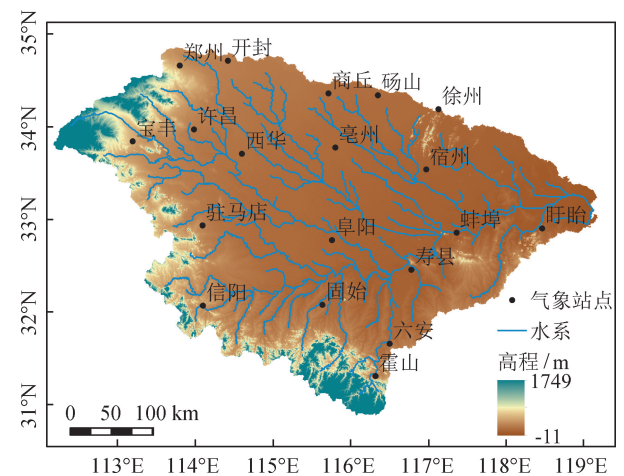 35°N
34°N
33°N
32°N
31°N
郑州
开封
商丘
砀山
徐州
许昌
宝丰
西华
亳州
宿州
驻马店
阜阳
蚌埠
盱眙
寿县
信阳
固始
六安
霍山
气象站点
水系
高程/m
1749
-11
0 50 100 km
113°E 114°E 115°E 116°E 117°E 118°E 119°E